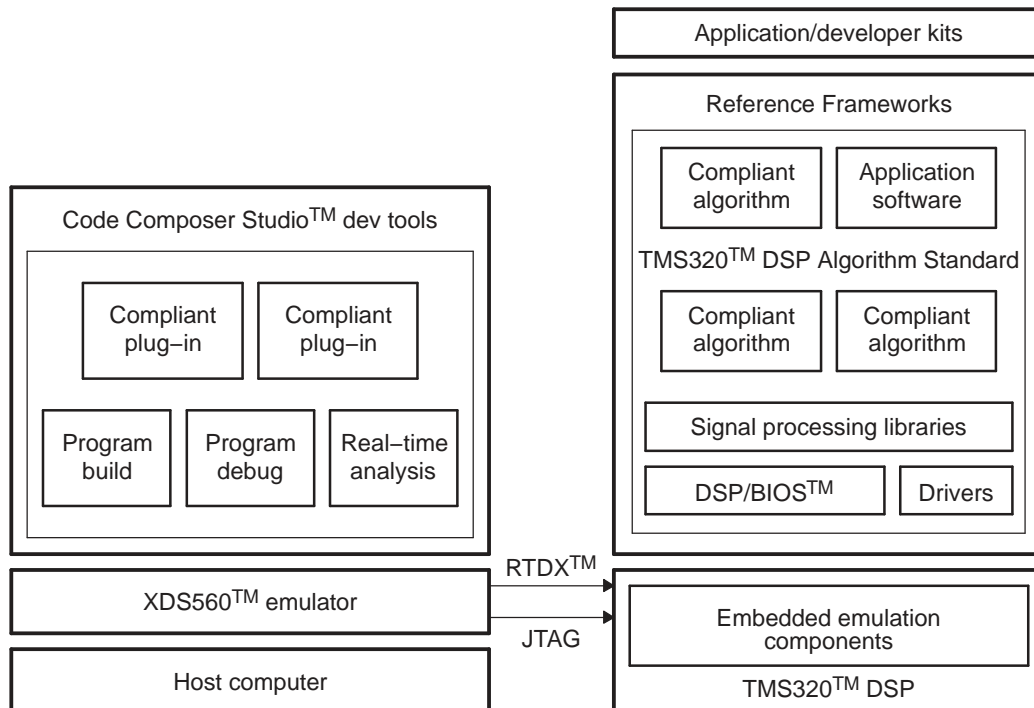 Application/developer kits
Reference Frameworks
Compliant
algorithm
Application
software
TMS320™ DSP Algorithm Standard
Compliant
algorithm
Compliant
algorithm
Signal processing libraries
DSP/BIOS™
Drivers
Code Composer Studio™ dev tools
Compliant
plug−in
Compliant
plug−in
Program
build
Program
debug
Real−time
analysis
XDS560™ emulator
Host computer
RTDX™
JTAG
Embedded emulation
components
TMS320™ DSP